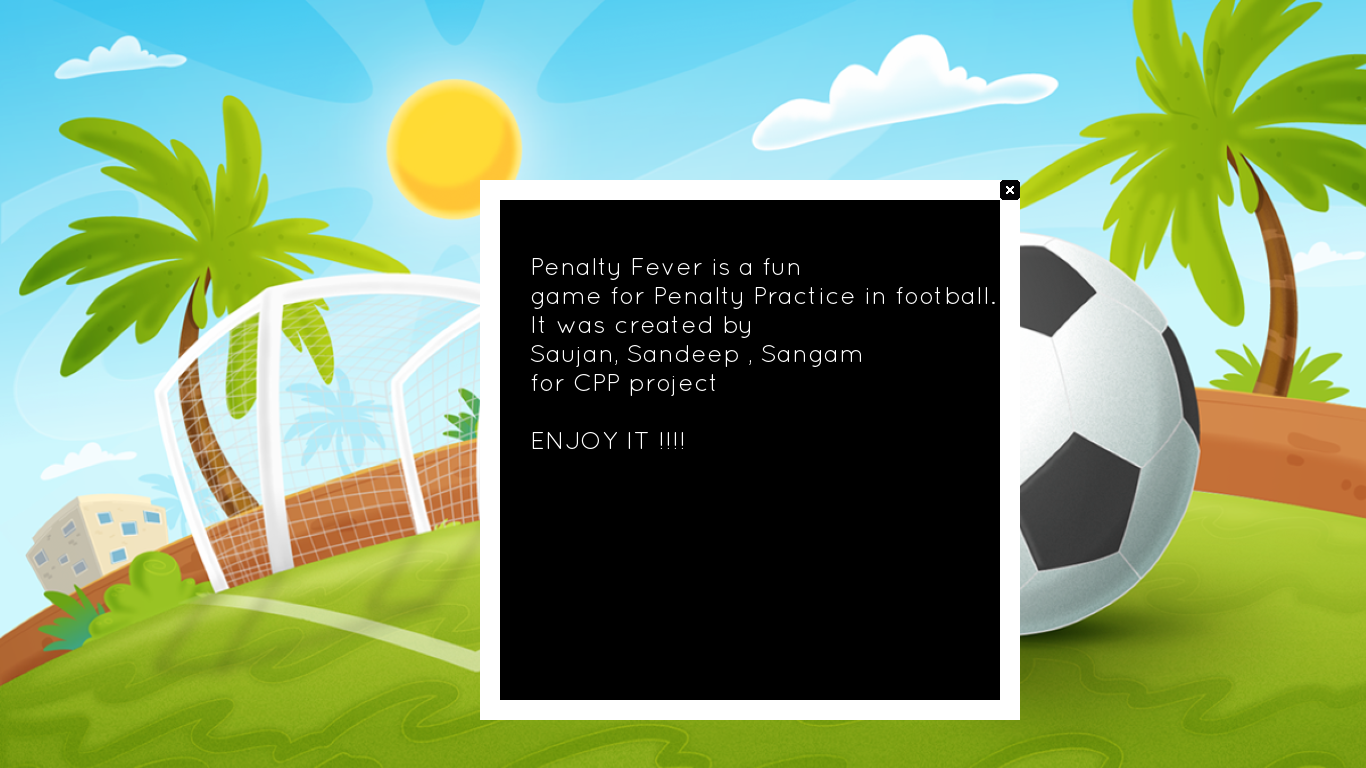 Penalty Fever is a fun
game for Penalty Practice in football.
It was created by
Saujan, Sandeep , Sangam
for CPP project
ENJOY IT !!!!